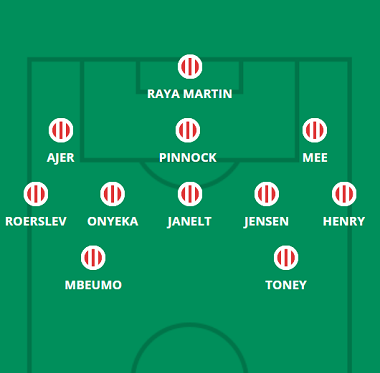 RAYA MARTIN
AJER PINNOCK MEE
ROERSLEV ONYEKA JANELT JENSEN HENRY
MBEUMO TONEY